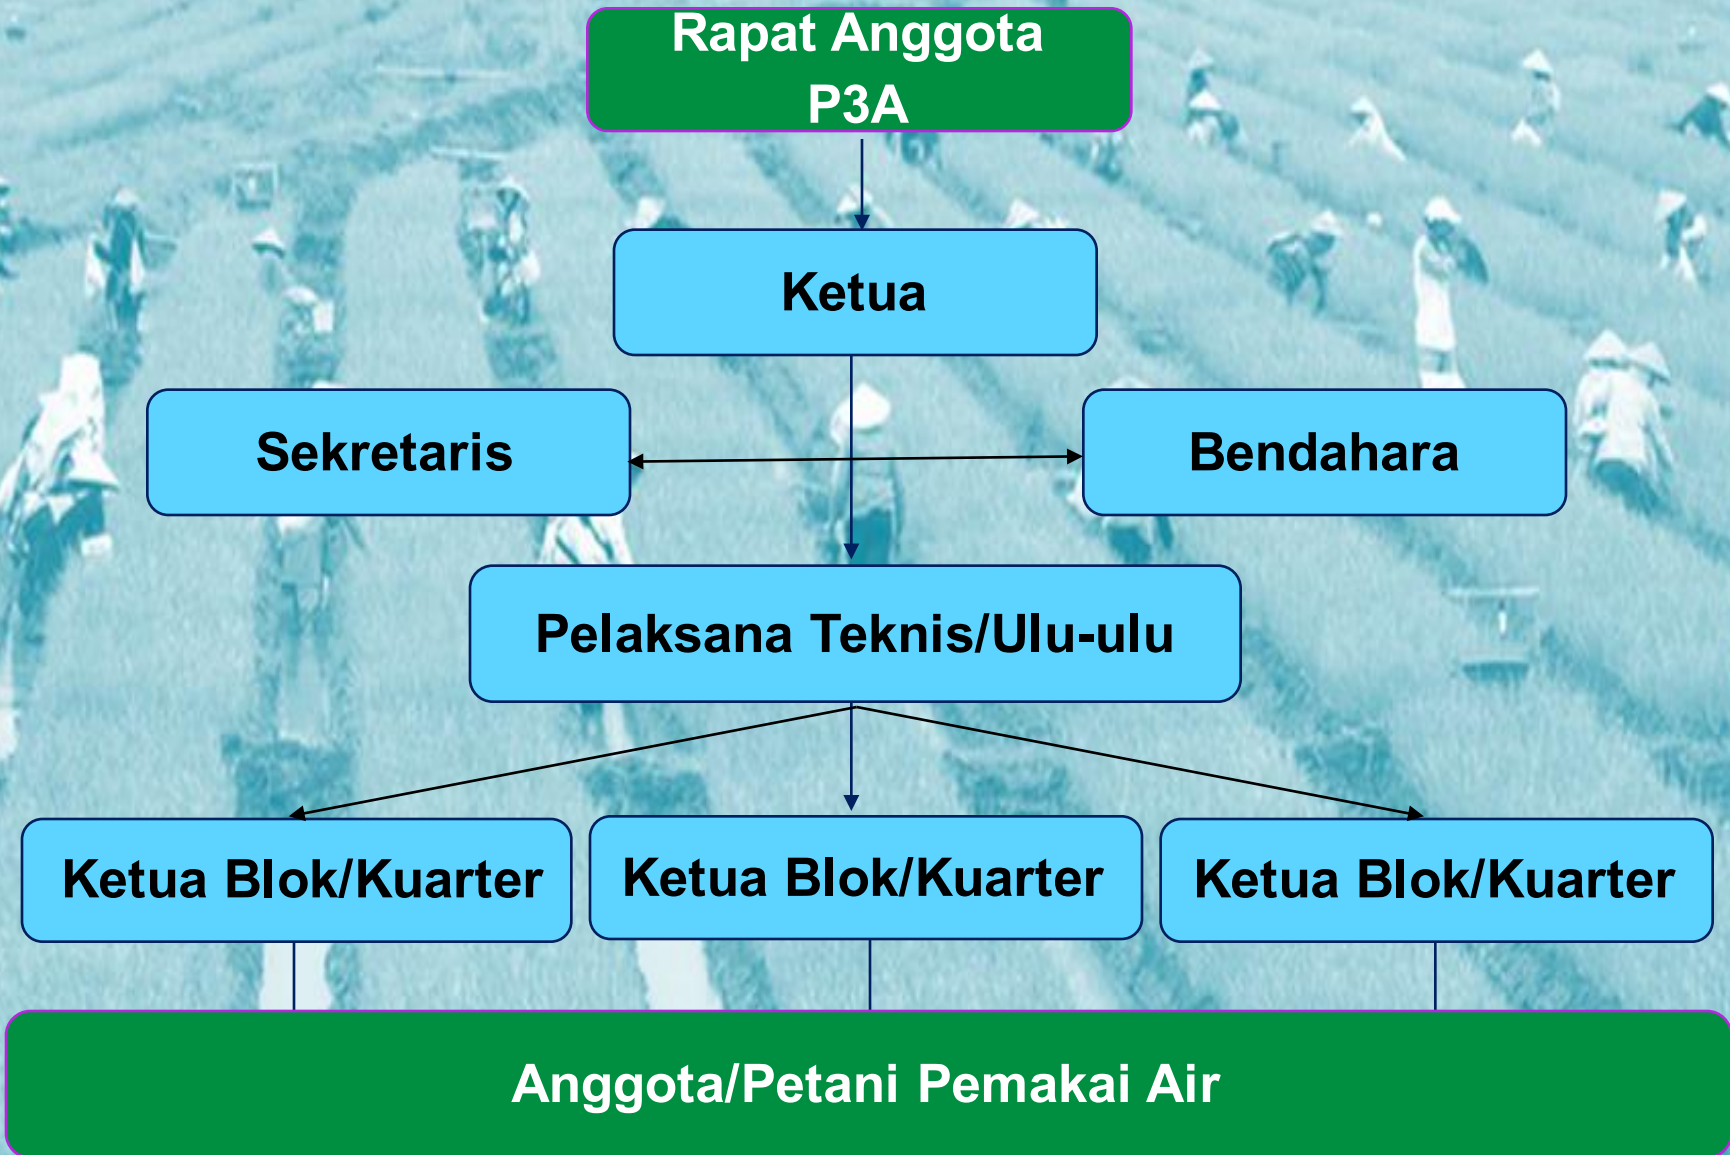 Rapat Anggota
P3A
Ketua
Sekretaris
Bendahara
Pelaksana Teknis/Ulu-ulu
Ketua Blok/Kuarter
Ketua Blok/Kuarter
Ketua Blok/Kuarter
Anggota/Petani Pemakai Air